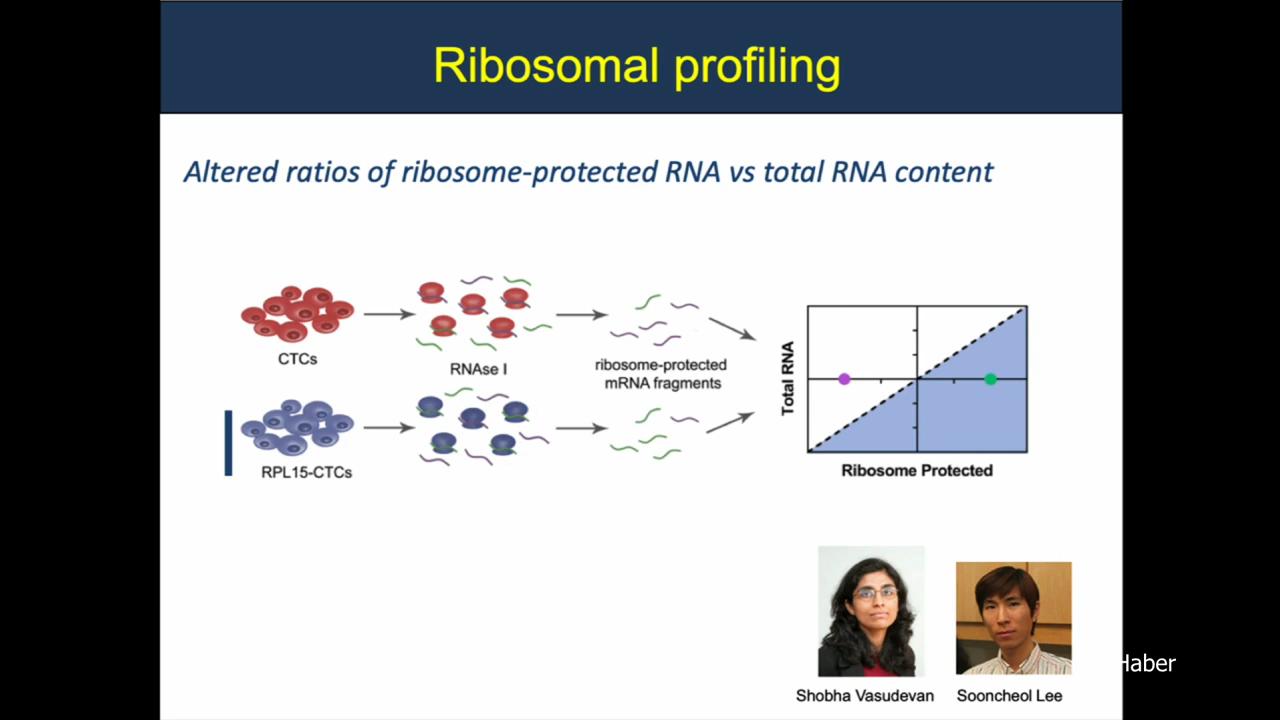 Ribosomal profiling
Altered ratios of ribosome-protected RNA vs total RNA content
CTCs
RNAse I
ribosome-protected
mRNA fragments
RPL15-CTCs
Total RNA
Ribosome Protected
Shobha Vasudevan
Sooncheol Lee
Haber